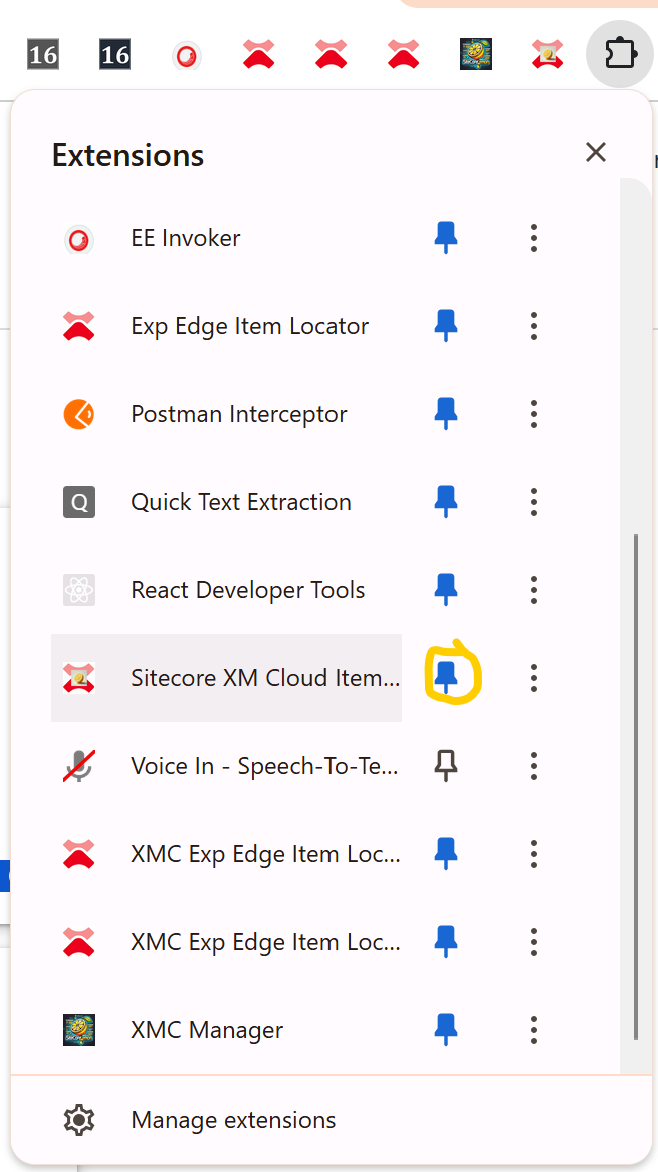 16 16
Extensions
EE Invoker
Exp Edge Item Locator
Postman Interceptor
Q Quick Text Extraction
React Developer Tools
Sitecore XM Cloud Item...
Voice In - Speech-To-Te...
XMC Exp Edge Item Loc...
XMC Exp Edge Item Loc...
XMC Manager
Manage extensions